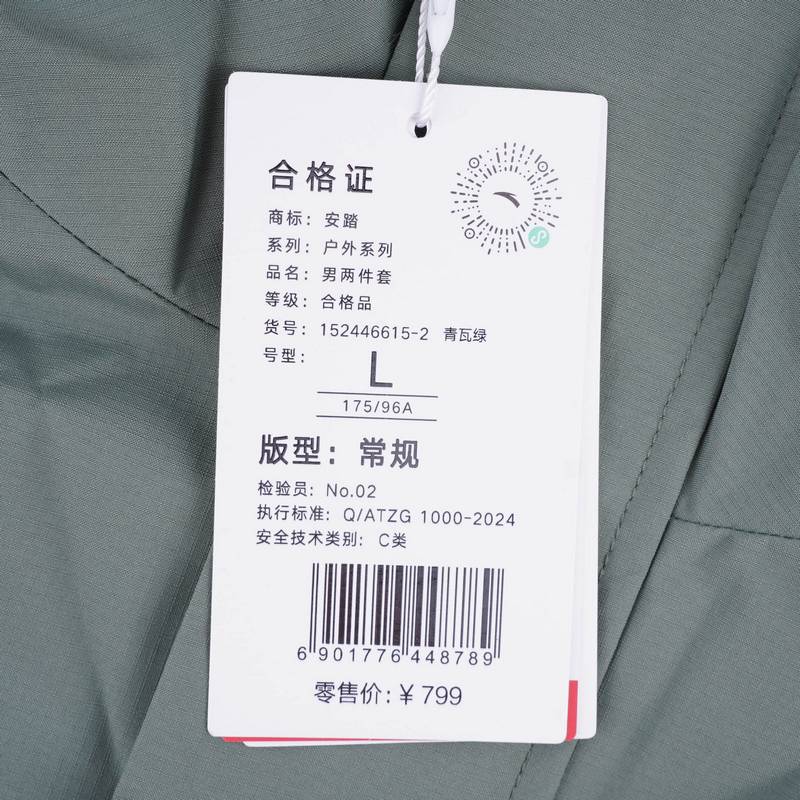 合格证
商标：安踏
系列：户外系列
品名：男两件套
等级：合格品
货号：152446615-2 青瓦绿
号型：L
175/96A
版型：常规
检验员：No.02
执行标准：Q/ATZG 1000-2024
安全技术类别：C类
6 901776 448789
零售价:￥799